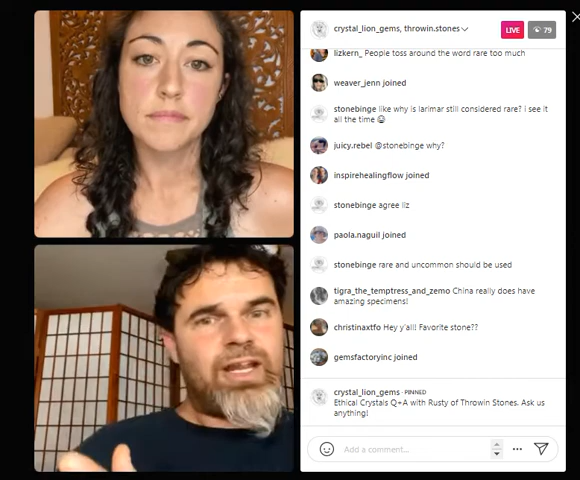 crystal_lion_gems, throwin.stones
LIVE
79
lizkern_ People toss around the word rare too much
weaver_jenn joined
stonebinge like why is larimar still considered rare? i see it
all the time
juicy.rebel @stonebinge why?
inspirehealingflow joined
stonebinge agree liz
paola.naguil joined
stonebinge rare and uncommon should be used
tigra_the_temptress_and_zemo China really does have
amazing specimens!
christinaxtfo Hey y'all! Favorite stone??
gemsfactoryinc joined
crystal_lion_gems · PINNED
Ethical Crystals Q+A with Rusty of Throwin Stones. Ask us
anything!
Add a comment...